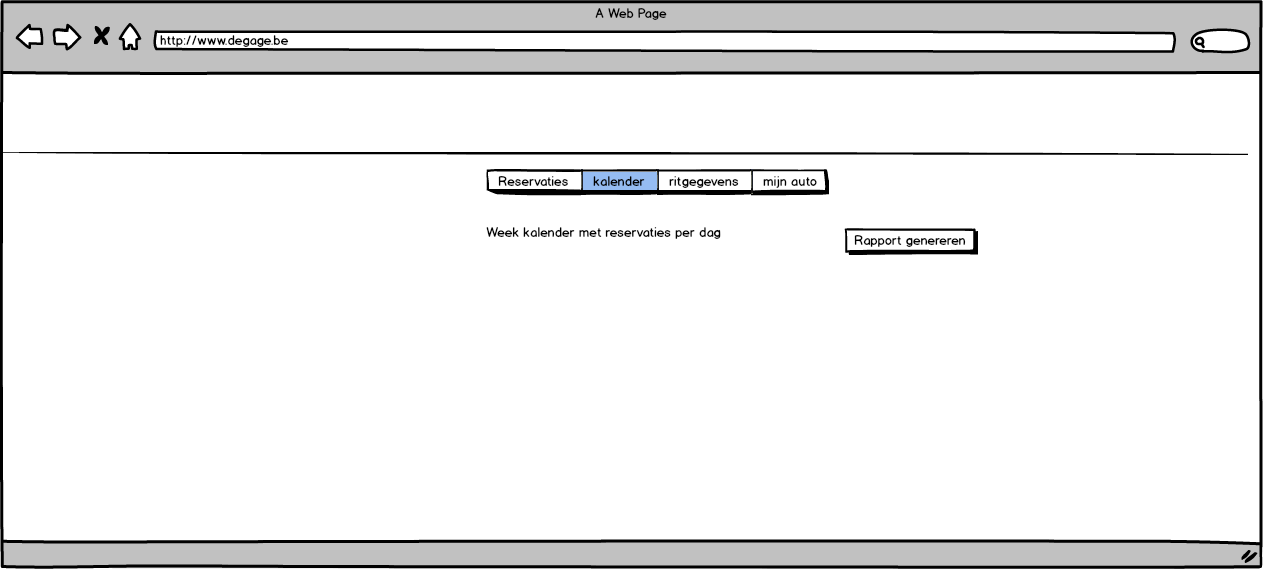 A Web Page
http://www.degage.be
Reservaties kalender ritgegevens mijn auto
Week kalender met reservaties per dag
Rapport genereren